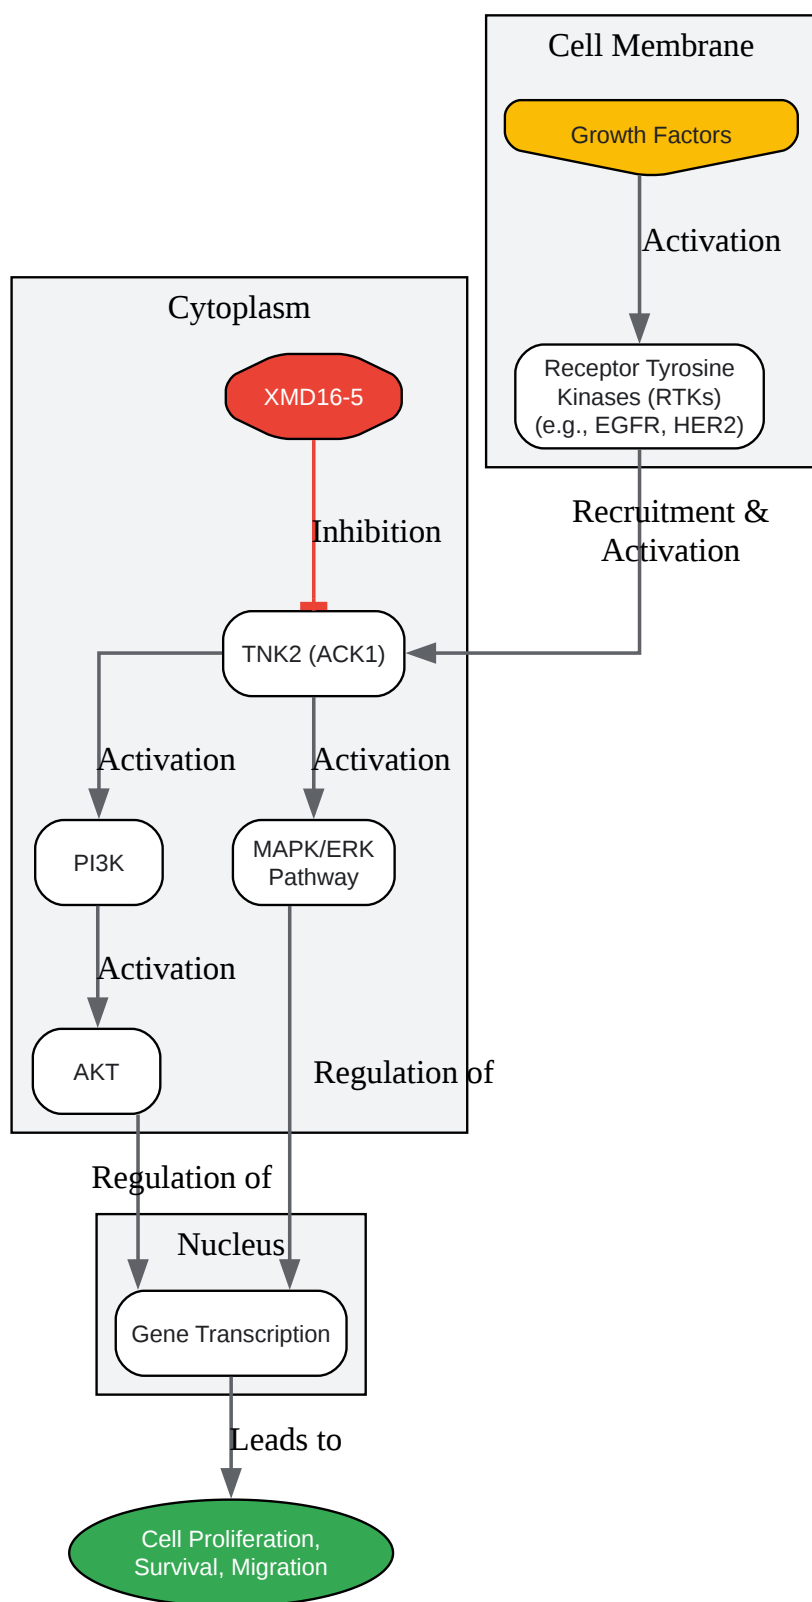 Cell Membrane
Growth Factors
Activation
Receptor Tyrosine
Kinases (RTKs)
(e.g., EGFR, HER2)
Recruitment &
Activation
Cytoplasm
XMD16-5
Inhibition
TNK2 (ACK1)
Activation
Activation
PI3K
MAPK/ERK
Pathway
Activation
AKT
Regulation of
Regulation of
Nucleus
Gene Transcription
Leads to
Cell Proliferation,
Survival, Migration